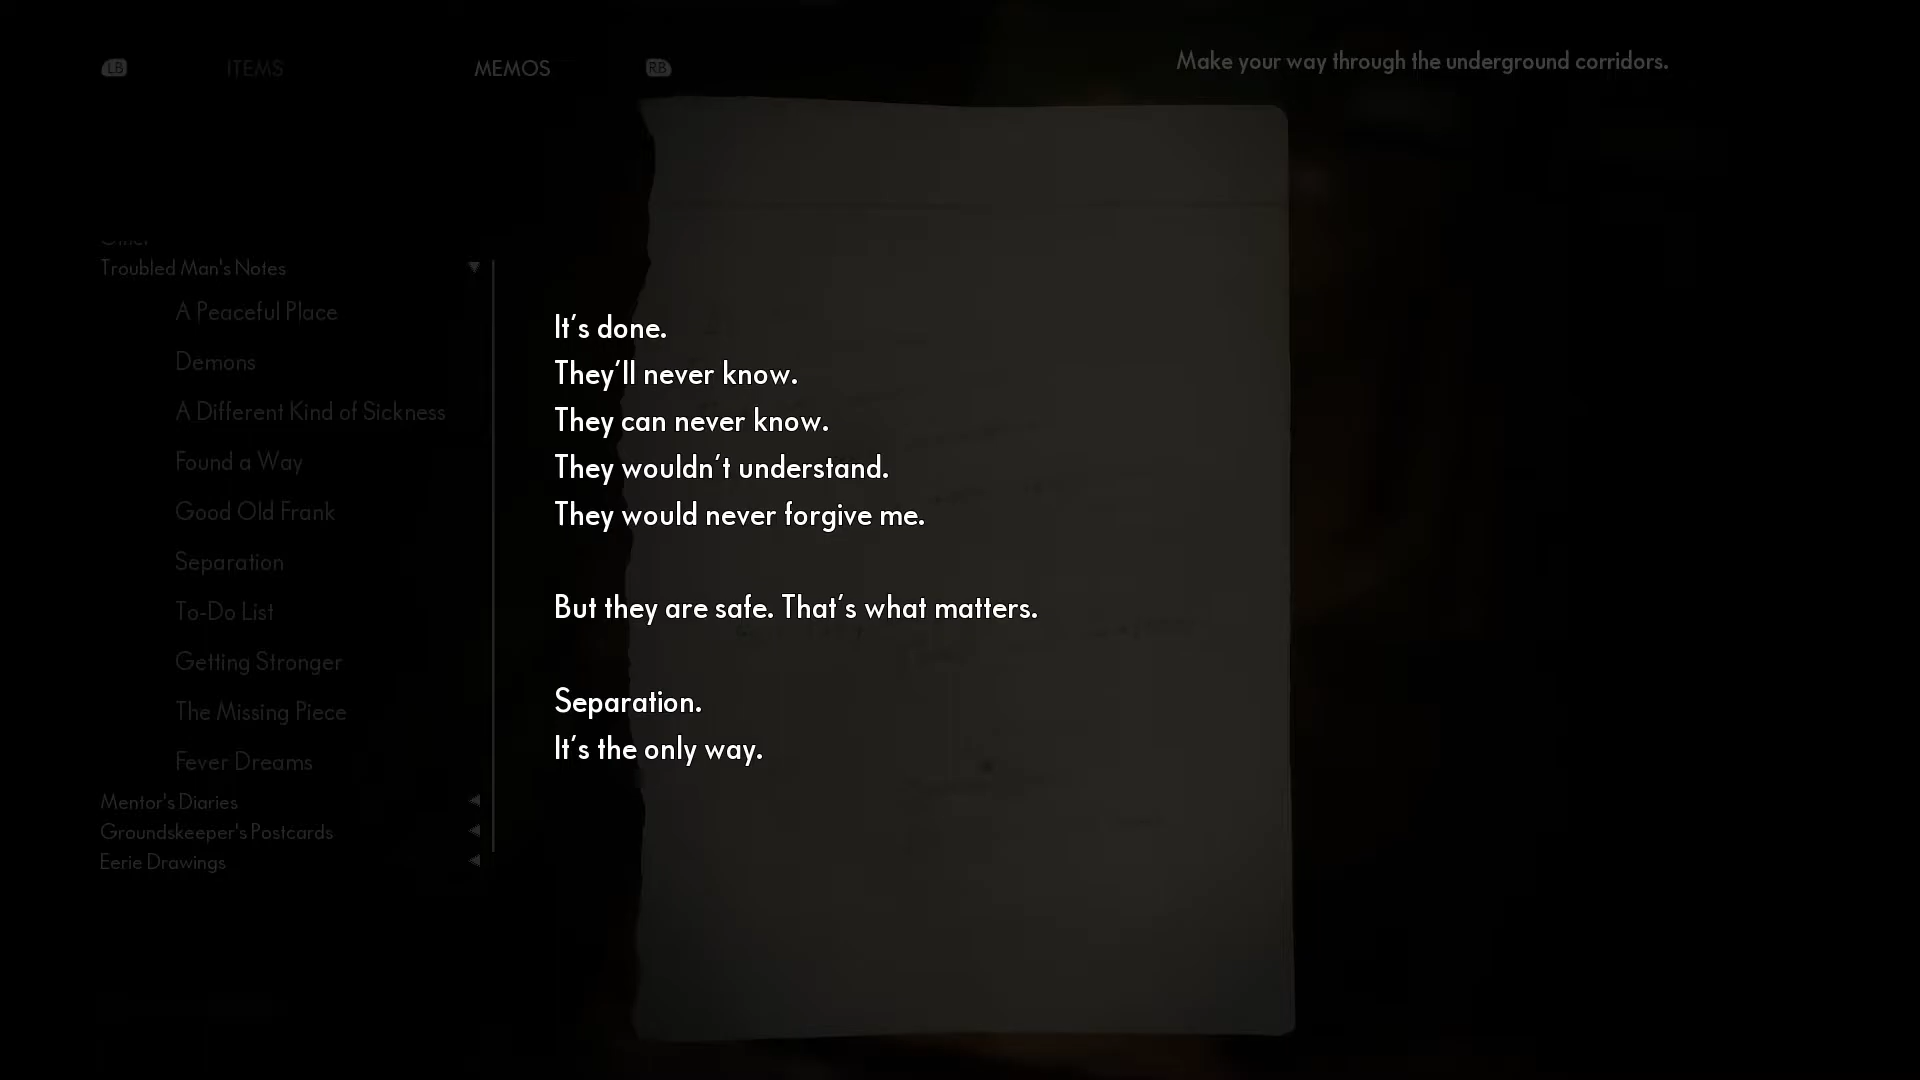 LB ITEMS MEMOS RB
Make your way through the underground corridors.
Other
Troubled Man's Notes
A Peaceful Place
Demons
A Different Kind of Sickness
Found a Way
Good Old Frank
Separation
To-Do List
Getting Stronger
The Missing Piece
Fever Dreams
Mentor's Diaries
Groundskeeper's Postcards
Eerie Drawings
It's done.
They'll never know.
They can never know.
They wouldn't understand.
They would never forgive me.
But they are safe. That's what matters.
Separation.
It's the only way.